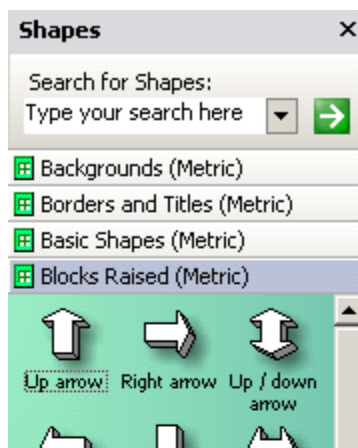 Shapes
Search for Shapes:
Type your search here
Backgrounds (Metric)
Borders and Titles (Metric)
Basic Shapes (Metric)
Blocks Raised (Metric)
Up arrow Right arrow Up / down
arrow